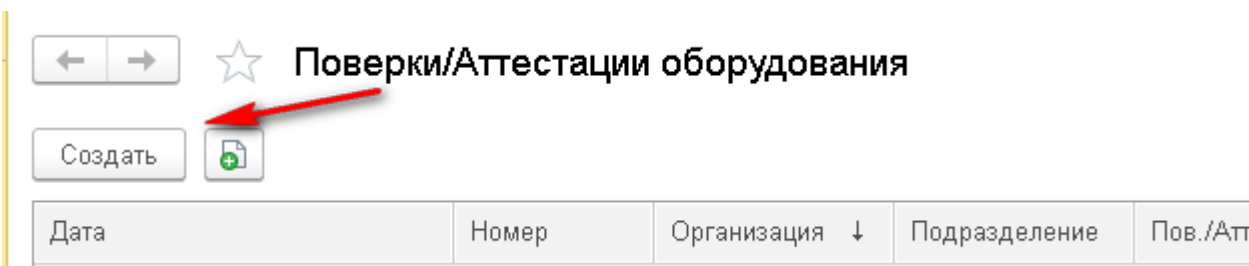 Поверки/Аттестации оборудования
Создать
Дата Номер Организация ↓ Подразделение Пов./Атт